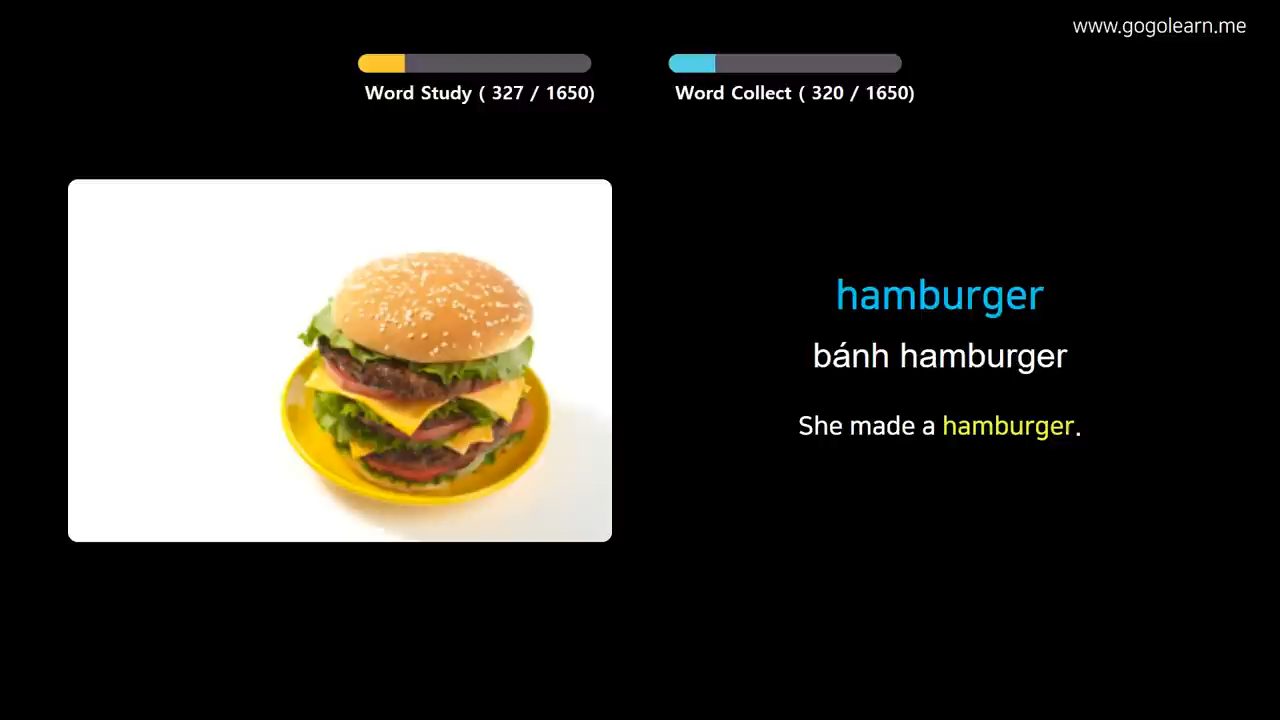 www.gogolearn.me
Word Study ( 327 / 1650)
Word Collect ( 320 / 1650)
hamburger
bánh hamburger
She made a hamburger.